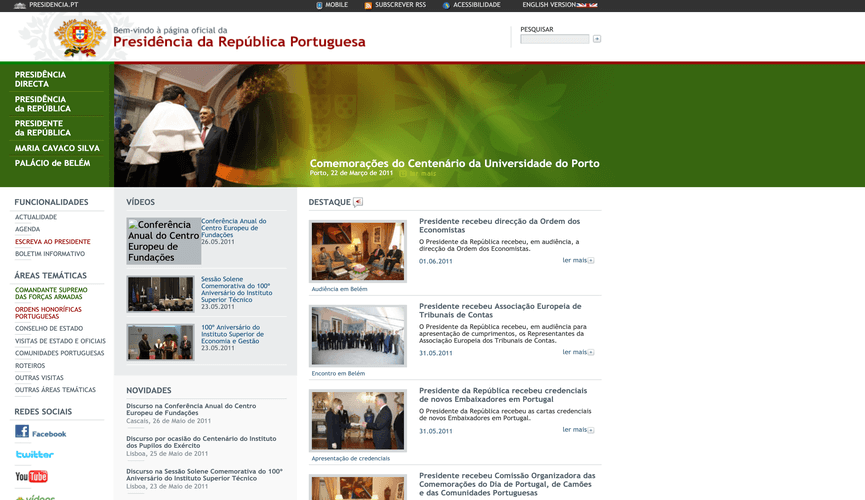 PRESIDENCIA.PT
MOBILE
SUBSCREVER RSS
ACESSIBILIDADE
ENGLISH VERSION
Bem-vindo à página oficial da
Presidência da República Portuguesa
PESQUISAR
PRESIDÊNCIA
DIRECTA
PRESIDÊNCIA
da REPÚBLICA
PRESIDENTE
da REPÚBLICA
MARIA CAVACO SILVA
PALÁCIO de BELÉM
Comemorações do Centenário da Universidade do Porto
Porto, 22 de Março de 2011
ler mais
FUNCIONALIDADES
ACTUALIDADE
AGENDA
ESCREVA AO PRESIDENTE
BOLETIM INFORMATIVO
ÁREAS TEMÁTICAS
COMANDANTE SUPREMO
DAS FORÇAS ARMADAS
ORDENS HONORÍFICAS
PORTUGUESAS
CONSELHO DE ESTADO
VISITAS DE ESTADO E OFICIAIS
COMUNIDADES PORTUGUESAS
ROTEIROS
OUTRAS VISITAS
OUTRAS ÁREAS TEMÁTICAS
REDES SOCIAIS
Facebook
twitter
YouTube
vídeos
VÍDEOS
Conferência
Anual do Centro
Europeu de
Fundações
Conferência Anual do
Centro Europeu de
Fundações
26.05.2011
Sessão Solene
Comemorativa do 100º
Aniversário do Instituto
Superior Técnico
23.05.2011
100º Aniversário do
Instituto Superior de
Economia e Gestão
23.05.2011
NOVIDADES
Discurso na Conferência Anual do Centro
Europeu de Fundações
Cascais, 26 de Maio de 2011
Discurso por ocasião do Centenário do Instituto
dos Pupilos do Exército
Lisboa, 25 de Maio de 2011
Discurso na Sessão Solene Comemorativa do 100º
Aniversário do Instituto Superior Técnico
Lisboa, 23 de Maio de 2011
DESTAQUE
Audiência em Belém
Presidente recebeu direcção da Ordem dos
Economistas
O Presidente da República recebeu, em audiência, a
direcção da Ordem dos Economistas.
01.06.2011
ler mais
Encontro em Belém
Presidente recebeu Associação Europeia de
Tribunais de Contas
O Presidente da República recebeu, em audiência para
apresentação de cumprimentos, os Representantes da
Associação Europeia dos Tribunais de Contas.
31.05.2011
ler mais
Apresentação de credenciais
Presidente da República recebeu credenciais
de novos Embaixadores em Portugal
O Presidente da República recebeu as cartas credenciais
de novos Embaixadores em Portugal.
31.05.2011
ler mais
Presidente recebeu Comissão Organizadora das
Comemorações do Dia de Portugal, de Camões
e das Comunidades Portuguesas